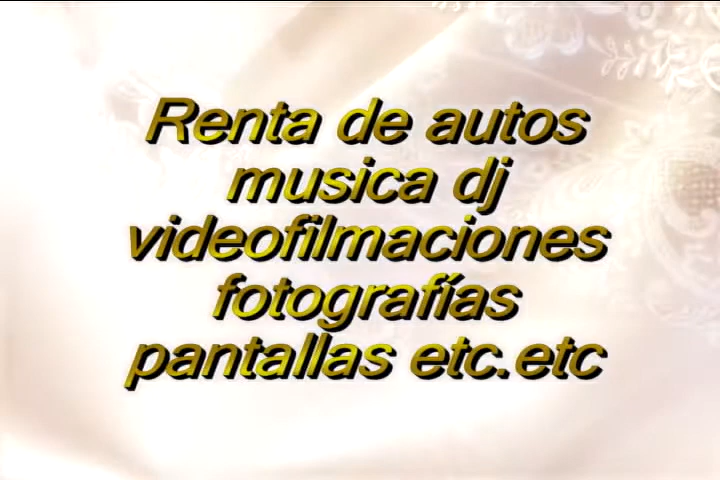 Renta de autos
musica dj
videofilmaciones
fotografías
pantallas etc.etc